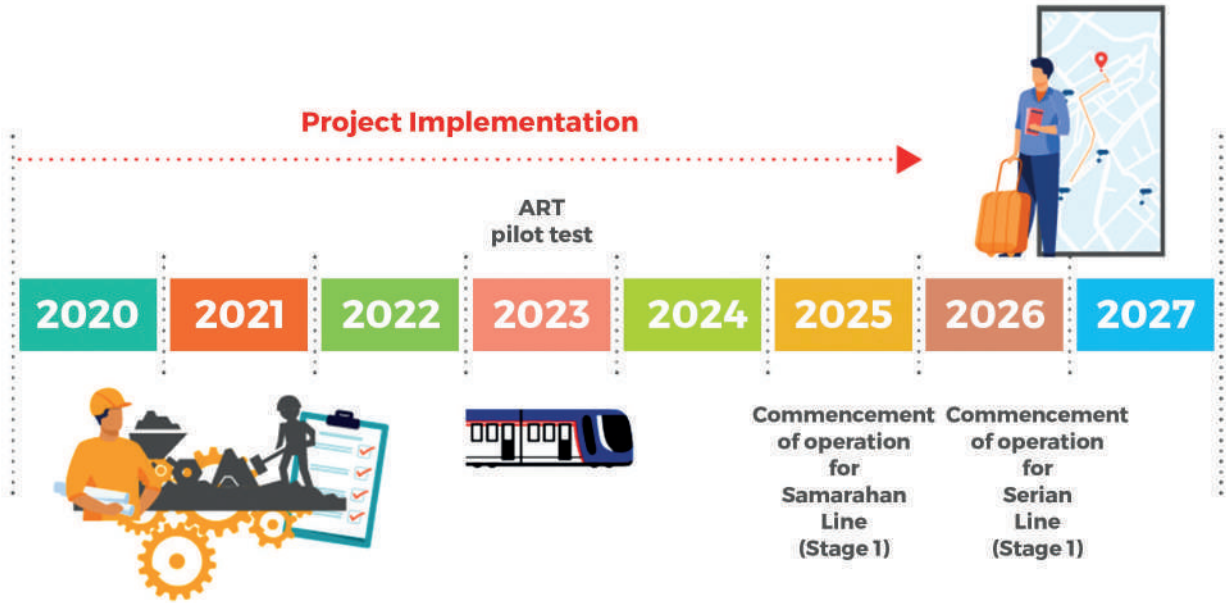 Project Implementation
ART
pilot test
2020
2021
2022
2023
2024
2025
2026
2027
Commencement
of operation
for
Samarahan
Line
(Stage 1)
Commencement
of operation
for
Serian
Line
(Stage 1)